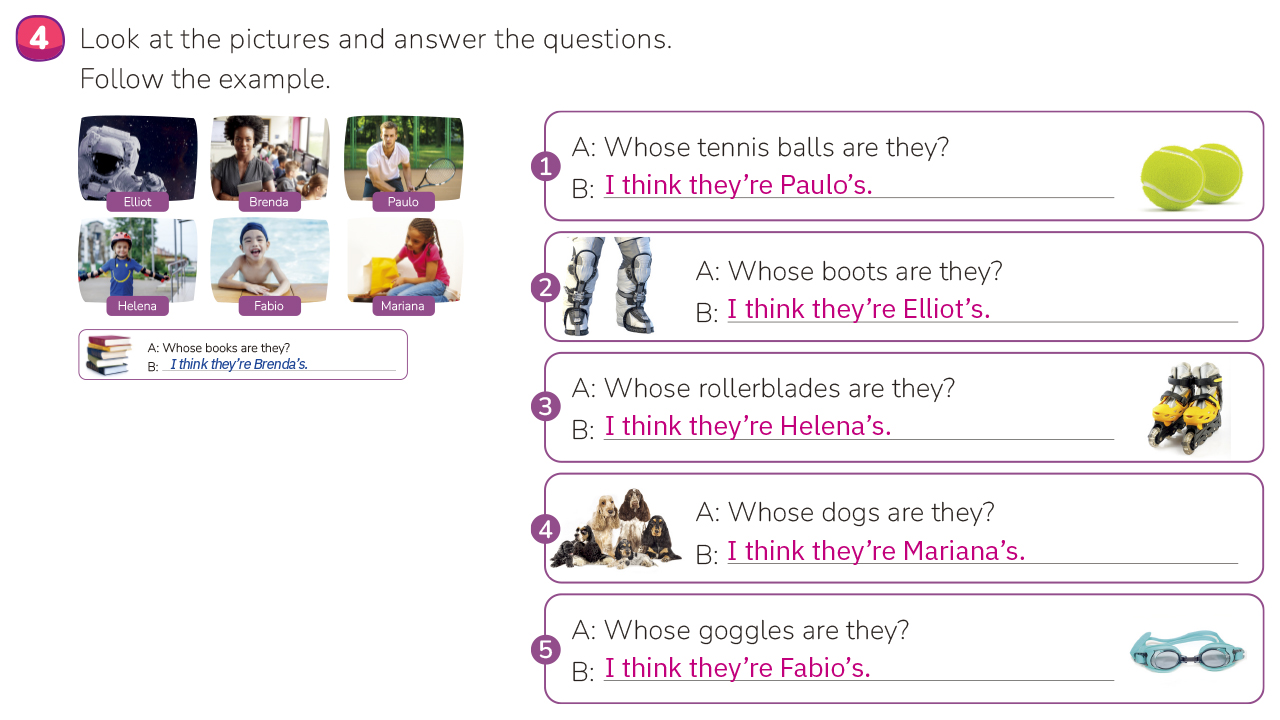 4
Look at the pictures and answer the questions.
Follow the example.
Elliot
Brenda
Paulo
Helena
Fabio
Mariana
A: Whose books are they?
B: I think they're Brenda's.
1
A: Whose tennis balls are they?
B: I think they’re Paulo’s.
2
A: Whose boots are they?
B: I think they’re Elliot’s.
3
A: Whose rollerblades are they?
B: I think they’re Helena’s.
4
A: Whose dogs are they?
B: I think they’re Mariana’s.
5
A: Whose goggles are they?
B: I think they’re Fabio’s.